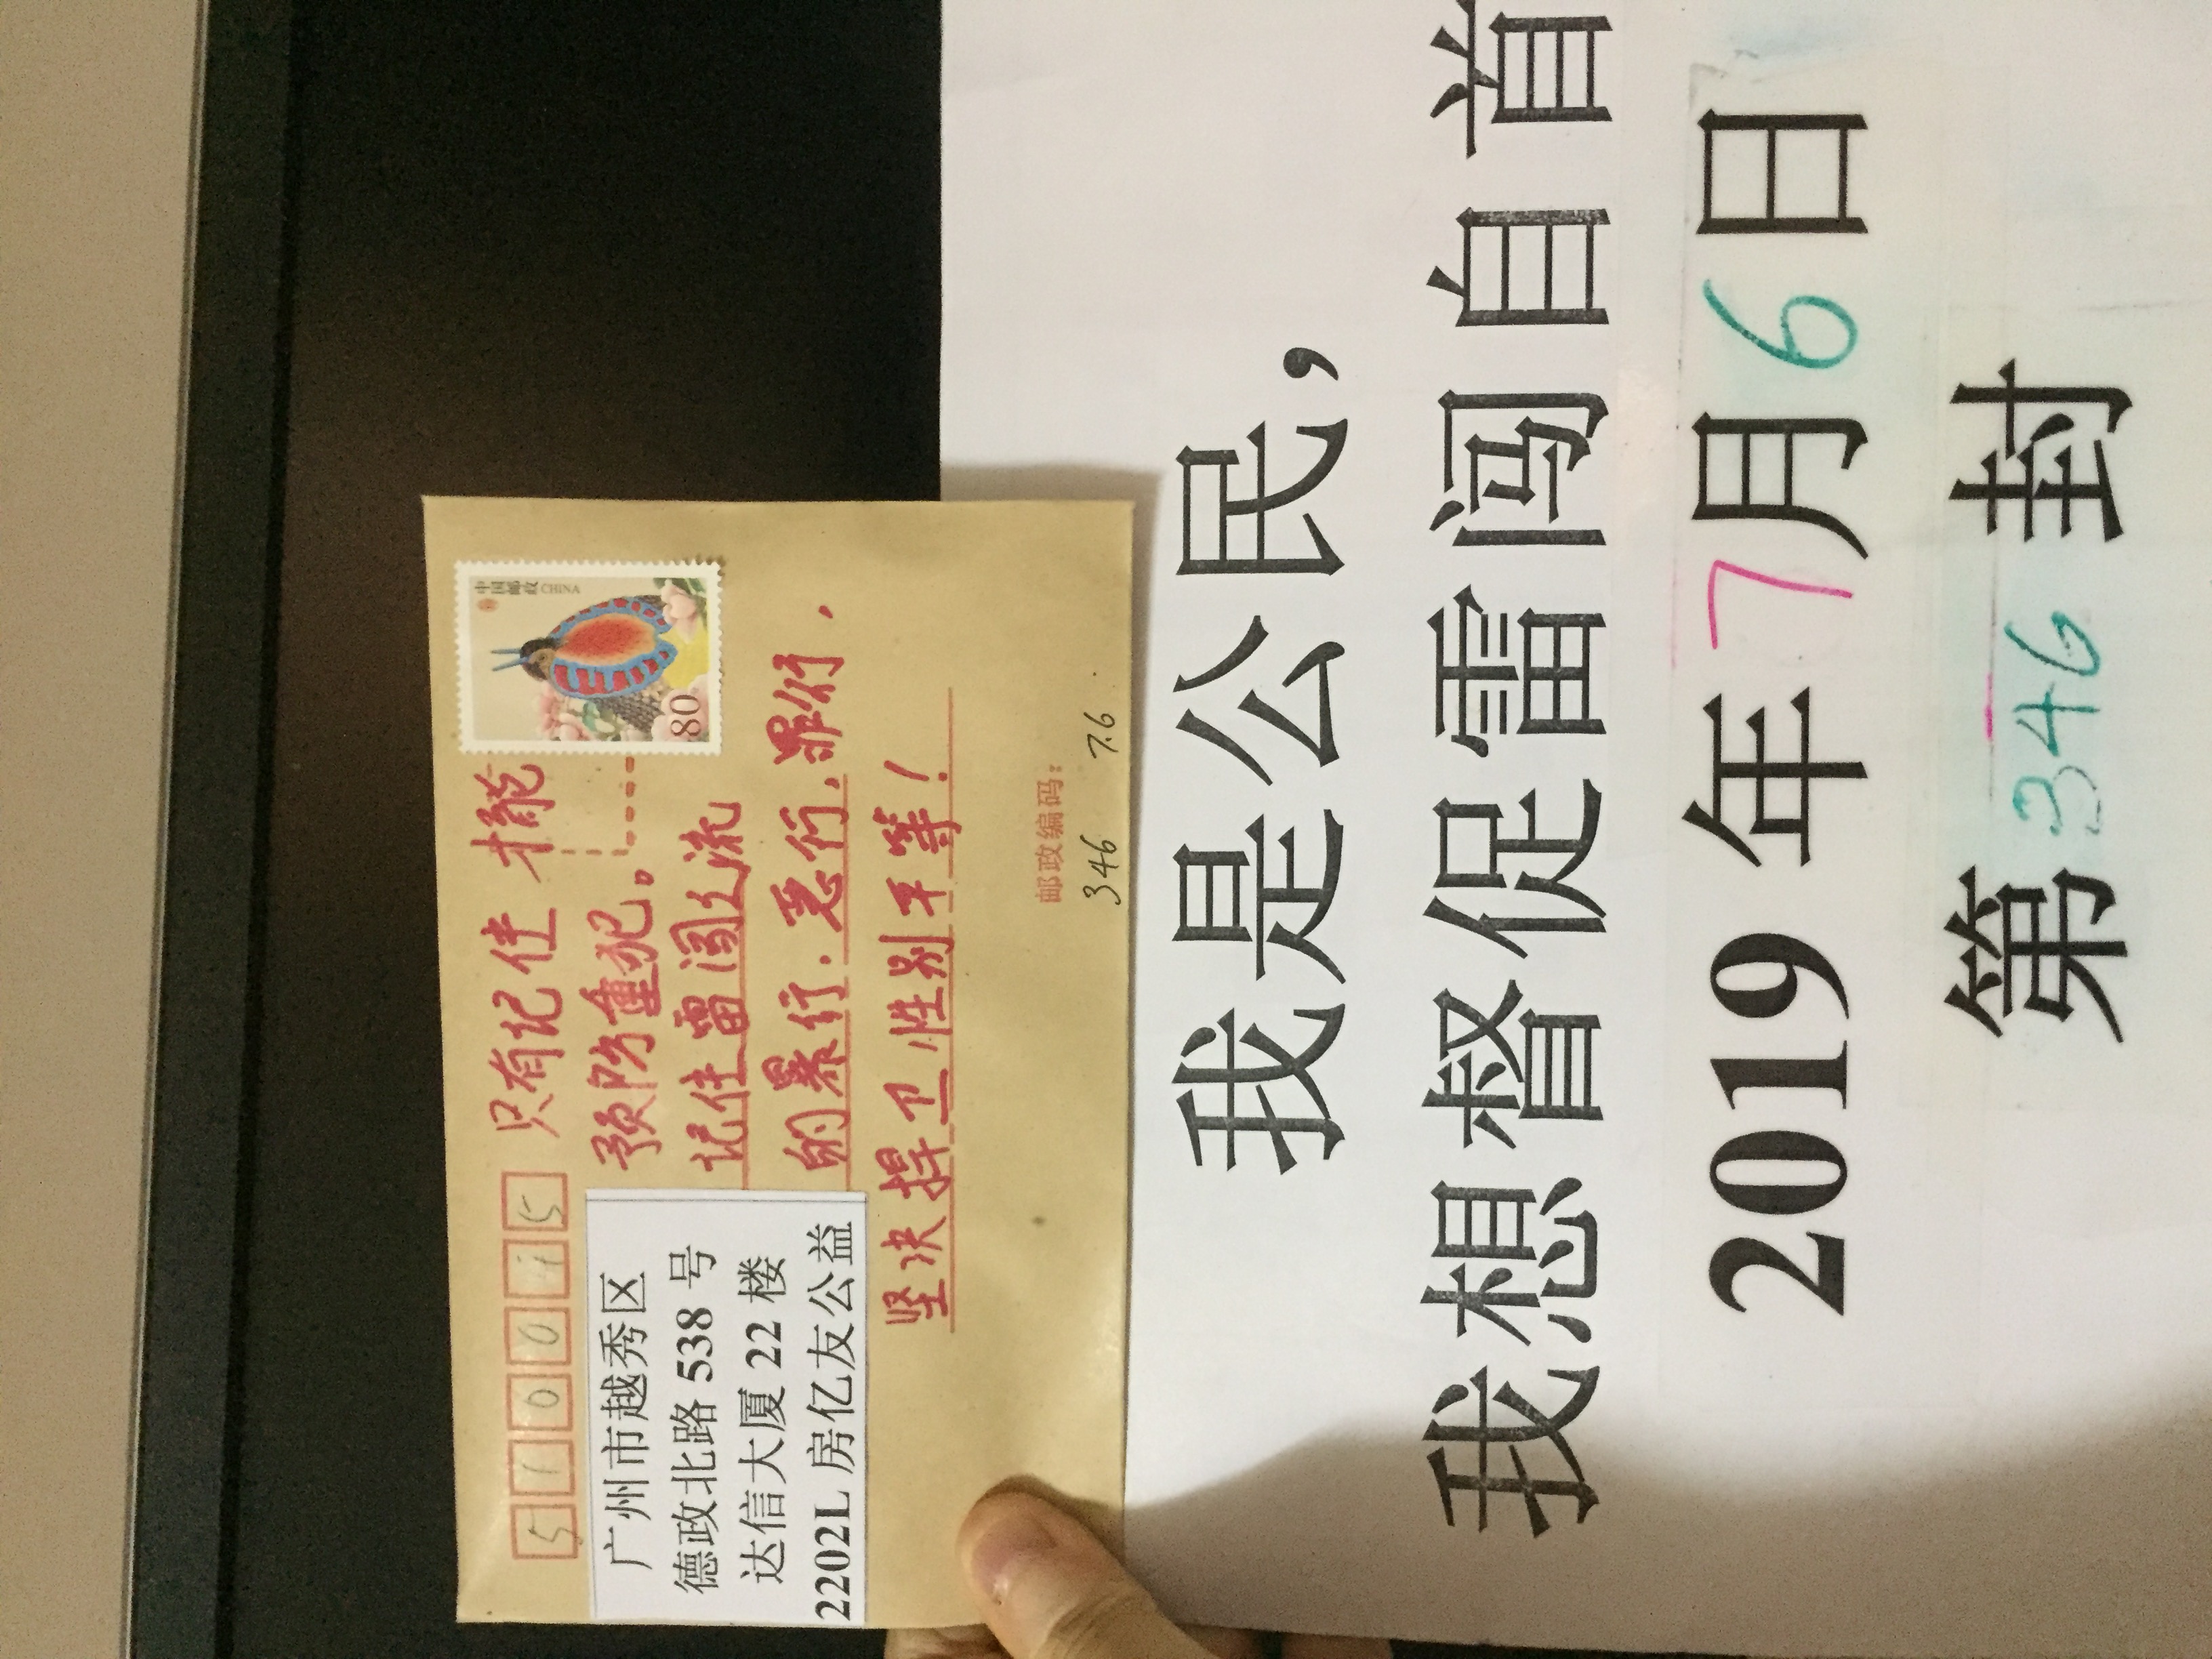 510045
只有记住 才能
预防重犯。
记住雷闯之流
的暴行.恶行,罪行,
坚决捍卫性别平等!
广州市越秀区
德政北路 538 号
达信大厦 22 楼
2202L 房亿友公益
中国邮政 CHINA
80
邮政编码:
346 7.6
我是公民,
我想督促雷闯自首
2019 年 7 月 6 日
第 346 封